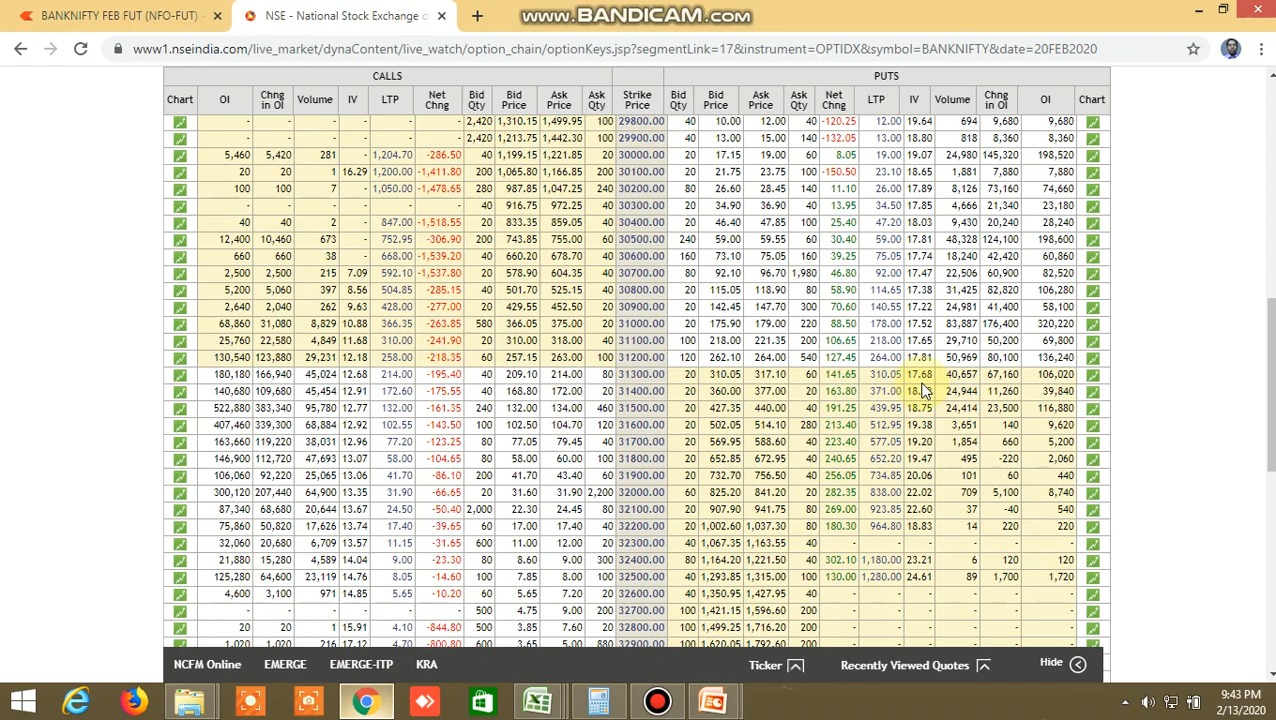 BANKNIFTY FEB FUT (NFO-FUT) -
NSE - National Stock Exchange o
www.BANDICAM.com
www1.nseindia.com/live_market/dynaContent/live_watch/option_chain/optionKeys.jsp?segmentLink=17&instrument=OPTIDX&symbol=BANKNIFTY&date=20FEB2020
CALLS PUTS
Chart OI Chng in OI Volume IV LTP Net Chng Bid Qty Bid Price Ask Price Ask Qty Strike Price Bid Qty Bid Price Ask Price Ask Qty Net Chng LTP IV Volume Chng in OI OI Chart
- - - - - - 2,420 1,310.15 1,499.95 100 29800.00 40 10.00 12.00 40 -120.25 12.00 19.64 694 9,680 9,680
- - - - - - 2,420 1,213.75 1,442.30 240 29900.00 40 13.00 15.00 140 -132.05 13.00 18.80 818 8,360 8,360
5,460 5,420 281 - 1,204.70 -286.50 40 1,199.15 1,221.85 20 30000.00 40 17.15 19.00 60 8.05 19.00 19.07 24,980 145,320 198,520
20 20 1 16.29 1,200.00 -1,411.80 200 1,065.80 1,166.85 200 30100.00 20 21.75 23.75 100 -150.50 23.10 18.65 1,881 7,880 7,880
100 100 7 - 1,050.00 -1,478.65 280 987.85 1,047.25 240 30200.00 80 26.60 28.45 140 11.10 26.00 17.89 8,126 73,160 74,660
- - - - - - 40 916.75 972.25 40 30300.00 20 34.90 36.90 40 13.95 34.50 17.85 4,666 21,340 23,180
40 40 2 - 847.00 -1,518.55 20 833.35 859.05 40 30400.00 20 46.40 47.85 100 25.40 47.20 18.03 9,430 20,240 28,240
12,400 10,460 673 - 752.95 -306.90 200 743.85 755.00 60 30500.00 240 59.00 59.55 60 30.40 59.00 17.81 48,328 124,100 198,600
660 660 38 - 668.00 -1,539.20 40 660.20 678.70 40 30600.00 160 73.10 75.05 160 39.25 75.05 17.74 18,240 42,420 60,860
2,500 2,500 215 7.09 592.10 -1,537.80 20 578.90 604.35 40 30700.00 80 92.10 96.70 1,980 46.80 92.00 17.47 22,506 60,900 82,520
5,200 5,060 397 8.56 504.85 -285.15 40 501.70 525.15 40 30800.00 20 115.05 118.90 80 58.90 114.65 17.38 31,425 82,820 106,280
2,640 2,040 262 9.63 428.00 -277.00 20 429.55 452.50 20 30900.00 20 142.45 147.70 300 70.60 140.55 17.22 24,981 41,400 58,100
68,860 31,080 8,829 10.88 366.35 -263.85 580 366.05 375.00 20 31000.00 20 175.90 179.00 220 88.50 178.00 17.52 83,887 176,400 320,220
25,760 22,580 4,849 11.68 310.00 -241.90 20 310.00 318.00 40 31100.00 100 218.00 221.35 200 106.65 218.00 17.65 29,710 50,200 69,800
130,540 123,880 29,231 12.18 258.00 -218.35 60 257.15 263.00 100 31200.00 120 262.10 264.00 540 127.45 264.00 17.81 50,969 80,100 136,240
180,180 166,940 45,024 12.68 214.00 -195.40 40 209.10 214.00 80 31300.00 20 310.05 317.10 60 141.65 310.05 17.68 40,657 67,160 106,020
140,680 109,980 45,454 12.91 172.60 -175.55 40 168.80 172.00 20 31400.00 20 360.00 377.00 20 163.80 371.00 24,944 11,260 39,840
522,880 383,340 95,780 12.77 132.00 -161.35 240 132.00 134.00 460 31500.00 20 427.35 440.00 40 191.25 439.95 18.75 24,414 23,500 116,880
407,460 339,300 68,884 12.92 102.55 -143.50 100 102.50 104.70 120 31600.00 20 502.05 514.10 280 213.40 512.95 19.38 3,651 140 9,620
163,660 119,220 38,031 12.96 77.20 -123.25 80 77.05 79.45 40 31700.00 20 569.95 588.60 40 223.40 577.05 19.20 1,854 660 5,200
146,900 112,720 47,693 13.07 58.00 -104.65 80 58.00 60.00 100 31800.00 20 652.85 672.95 40 240.65 652.20 19.47 495 -220 2,060
106,060 92,220 25,065 13.06 41.70 -86.10 200 41.70 43.40 60 31900.00 20 732.70 756.50 40 256.05 734.85 20.06 101 60 440
300,120 207,440 64,900 13.35 31.90 -66.65 20 31.60 31.90 2,200 32000.00 60 825.20 841.20 20 282.35 838.00 22.02 709 5,100 8,740
87,340 68,680 20,644 13.67 24.50 -50.40 2,000 22.30 24.45 80 32100.00 20 907.90 941.75 80 269.00 923.85 22.60 37 -40 540
75,860 50,820 17,626 13.74 17.40 -39.65 60 17.00 17.40 40 32200.00 20 1,002.60 1,037.30 80 180.30 964.80 18.83 14 220 220
32,060 20,680 6,709 13.57 11.15 -31.65 600 11.00 12.00 20 32300.00 40 1,067.35 1,163.55 40 - - - - - -
21,880 15,280 4,589 14.04 9.00 -23.30 80 8.60 9.00 300 32400.00 80 1,164.20 1,221.50 40 302.10 1,180.00 23.21 6 120 120
125,280 64,600 23,119 14.76 8.05 -14.60 100 7.85 8.00 100 32500.00 40 1,293.85 1,315.00 100 130.00 1,280.00 24.61 89 1,700 1,720
4,600 3,100 971 14.85 5.65 -10.20 60 5.65 7.20 20 32600.00 40 1,350.95 1,427.95 40 - - - - - -
- - - - - - 500 4.75 9.00 200 32700.00 100 1,421.15 1,596.60 200 - - - - - -
20 20 1 15.91 4.10 -844.80 500 3.85 7.60 20 32800.00 100 1,499.25 1,716.20 200 - - - - - -
1,020 1,020 216 17.12 4.70 -800.80 600 3.65 5.00 880 32900.00 100 1,620.05 1,792.60 200 - - - - - -
NCFM Online EMERGE EMERGE-ITP KRA Ticker Recently Viewed Quotes Hide
9:43 PM
2/13/2020